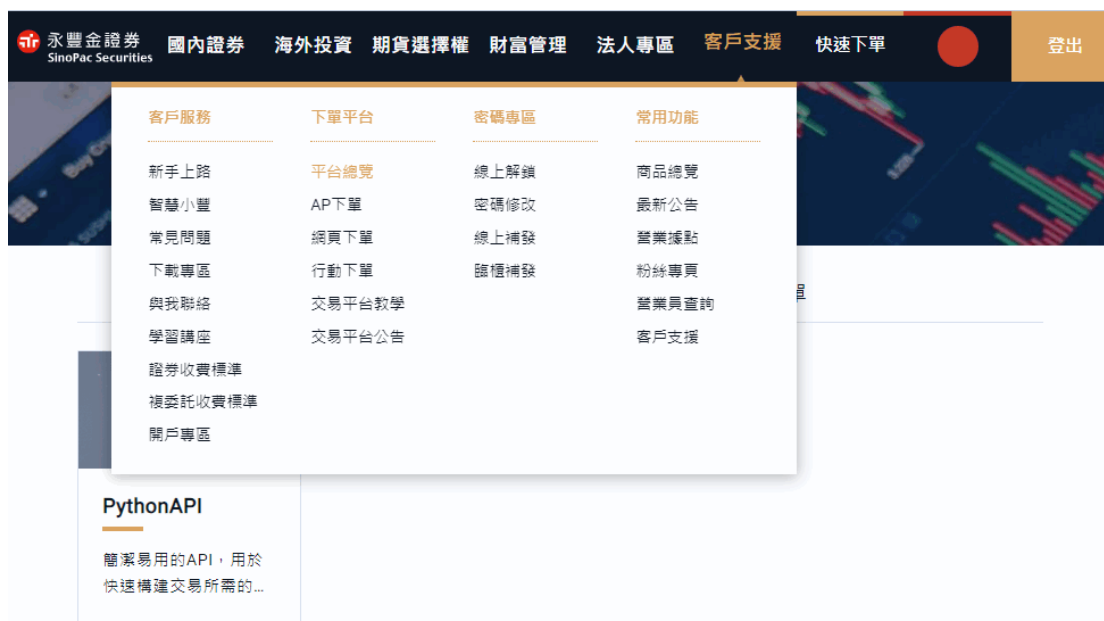 永豐金證券
SinoPac Securities
國內證券
海外投資
期貨選擇權
財富管理
法人專區
客戶支援
快速下單
登出
客戶服務
新手上路
智慧小豐
常見問題
下載專區
與我聯絡
學習講座
證券收費標準
複委託收費標準
開戶專區
下單平台
平台總覽
AP下單
網頁下單
行動下單
交易平台教學
交易平台公告
密碼專區
線上解鎖
密碼修改
線上補發
臨櫃補發
常用功能
商品總覽
最新公告
營業據點
粉絲專頁
營業員查詢
客戶支援
PythonAPI
簡潔易用的API,用於
快速構建交易所需的...